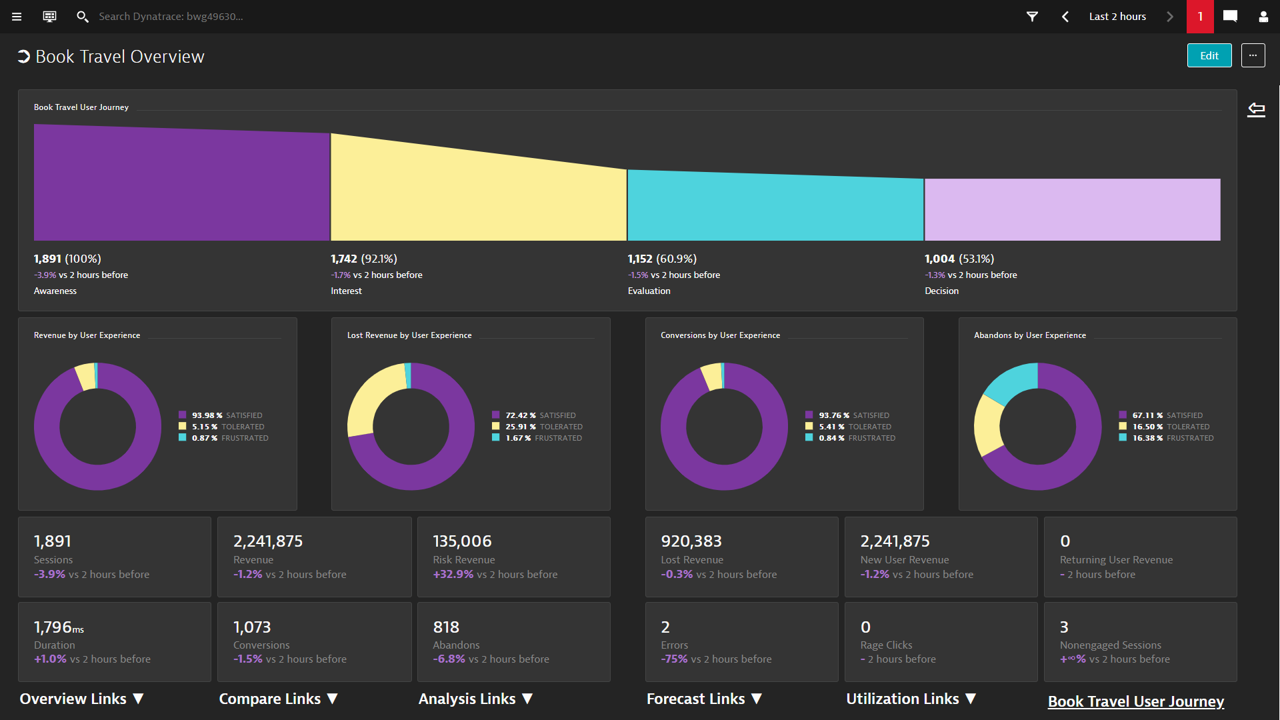 Search Dynatrace: bwg49630...
Last 2 hours
1
Book Travel Overview
Edit
...
Book Travel User Journey
1,891 (100%)
-3.9% vs 2 hours before
Awareness
1,742 (92.1%)
-1.7% vs 2 hours before
Interest
1,152 (60.9%)
-1.5% vs 2 hours before
Evaluation
1,004 (53.1%)
-1.3% vs 2 hours before
Decision
Revenue by User Experience
93.98 % SATISFIED
5.15 % TOLERATED
0.87 % FRUSTRATED
Lost Revenue by User Experience
72.42 % SATISFIED
25.91 % TOLERATED
1.67 % FRUSTRATED
Conversions by User Experience
93.76 % SATISFIED
5.41 % TOLERATED
0.84 % FRUSTRATED
Abandons by User Experience
67.11 % SATISFIED
16.50 % TOLERATED
16.38 % FRUSTRATED
1,891
Sessions
-3.9% vs 2 hours before
2,241,875
Revenue
-1.2% vs 2 hours before
135,006
Risk Revenue
+32.9% vs 2 hours before
920,383
Lost Revenue
-0.3% vs 2 hours before
2,241,875
New User Revenue
-1.2% vs 2 hours before
0
Returning User Revenue
- 2 hours before
1,796ms
Duration
+1.0% vs 2 hours before
1,073
Conversions
-1.5% vs 2 hours before
818
Abandons
-6.8% vs 2 hours before
2
Errors
-75% vs 2 hours before
0
Rage Clicks
- 2 hours before
3
Nonengaged Sessions
+∞% vs 2 hours before
Overview Links ▼
Compare Links ▼
Analysis Links ▼
Forecast Links ▼
Utilization Links ▼
Book Travel User Journey